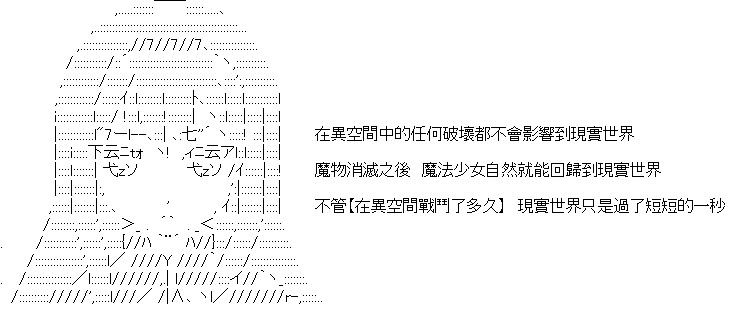 在異空間中的任何破壞都不會影響到現實世界
魔物消滅之後 魔法少女自然就能回歸到現實世界
不管【在異空間戰鬥了多久】 現實世界只是過了短短的一秒